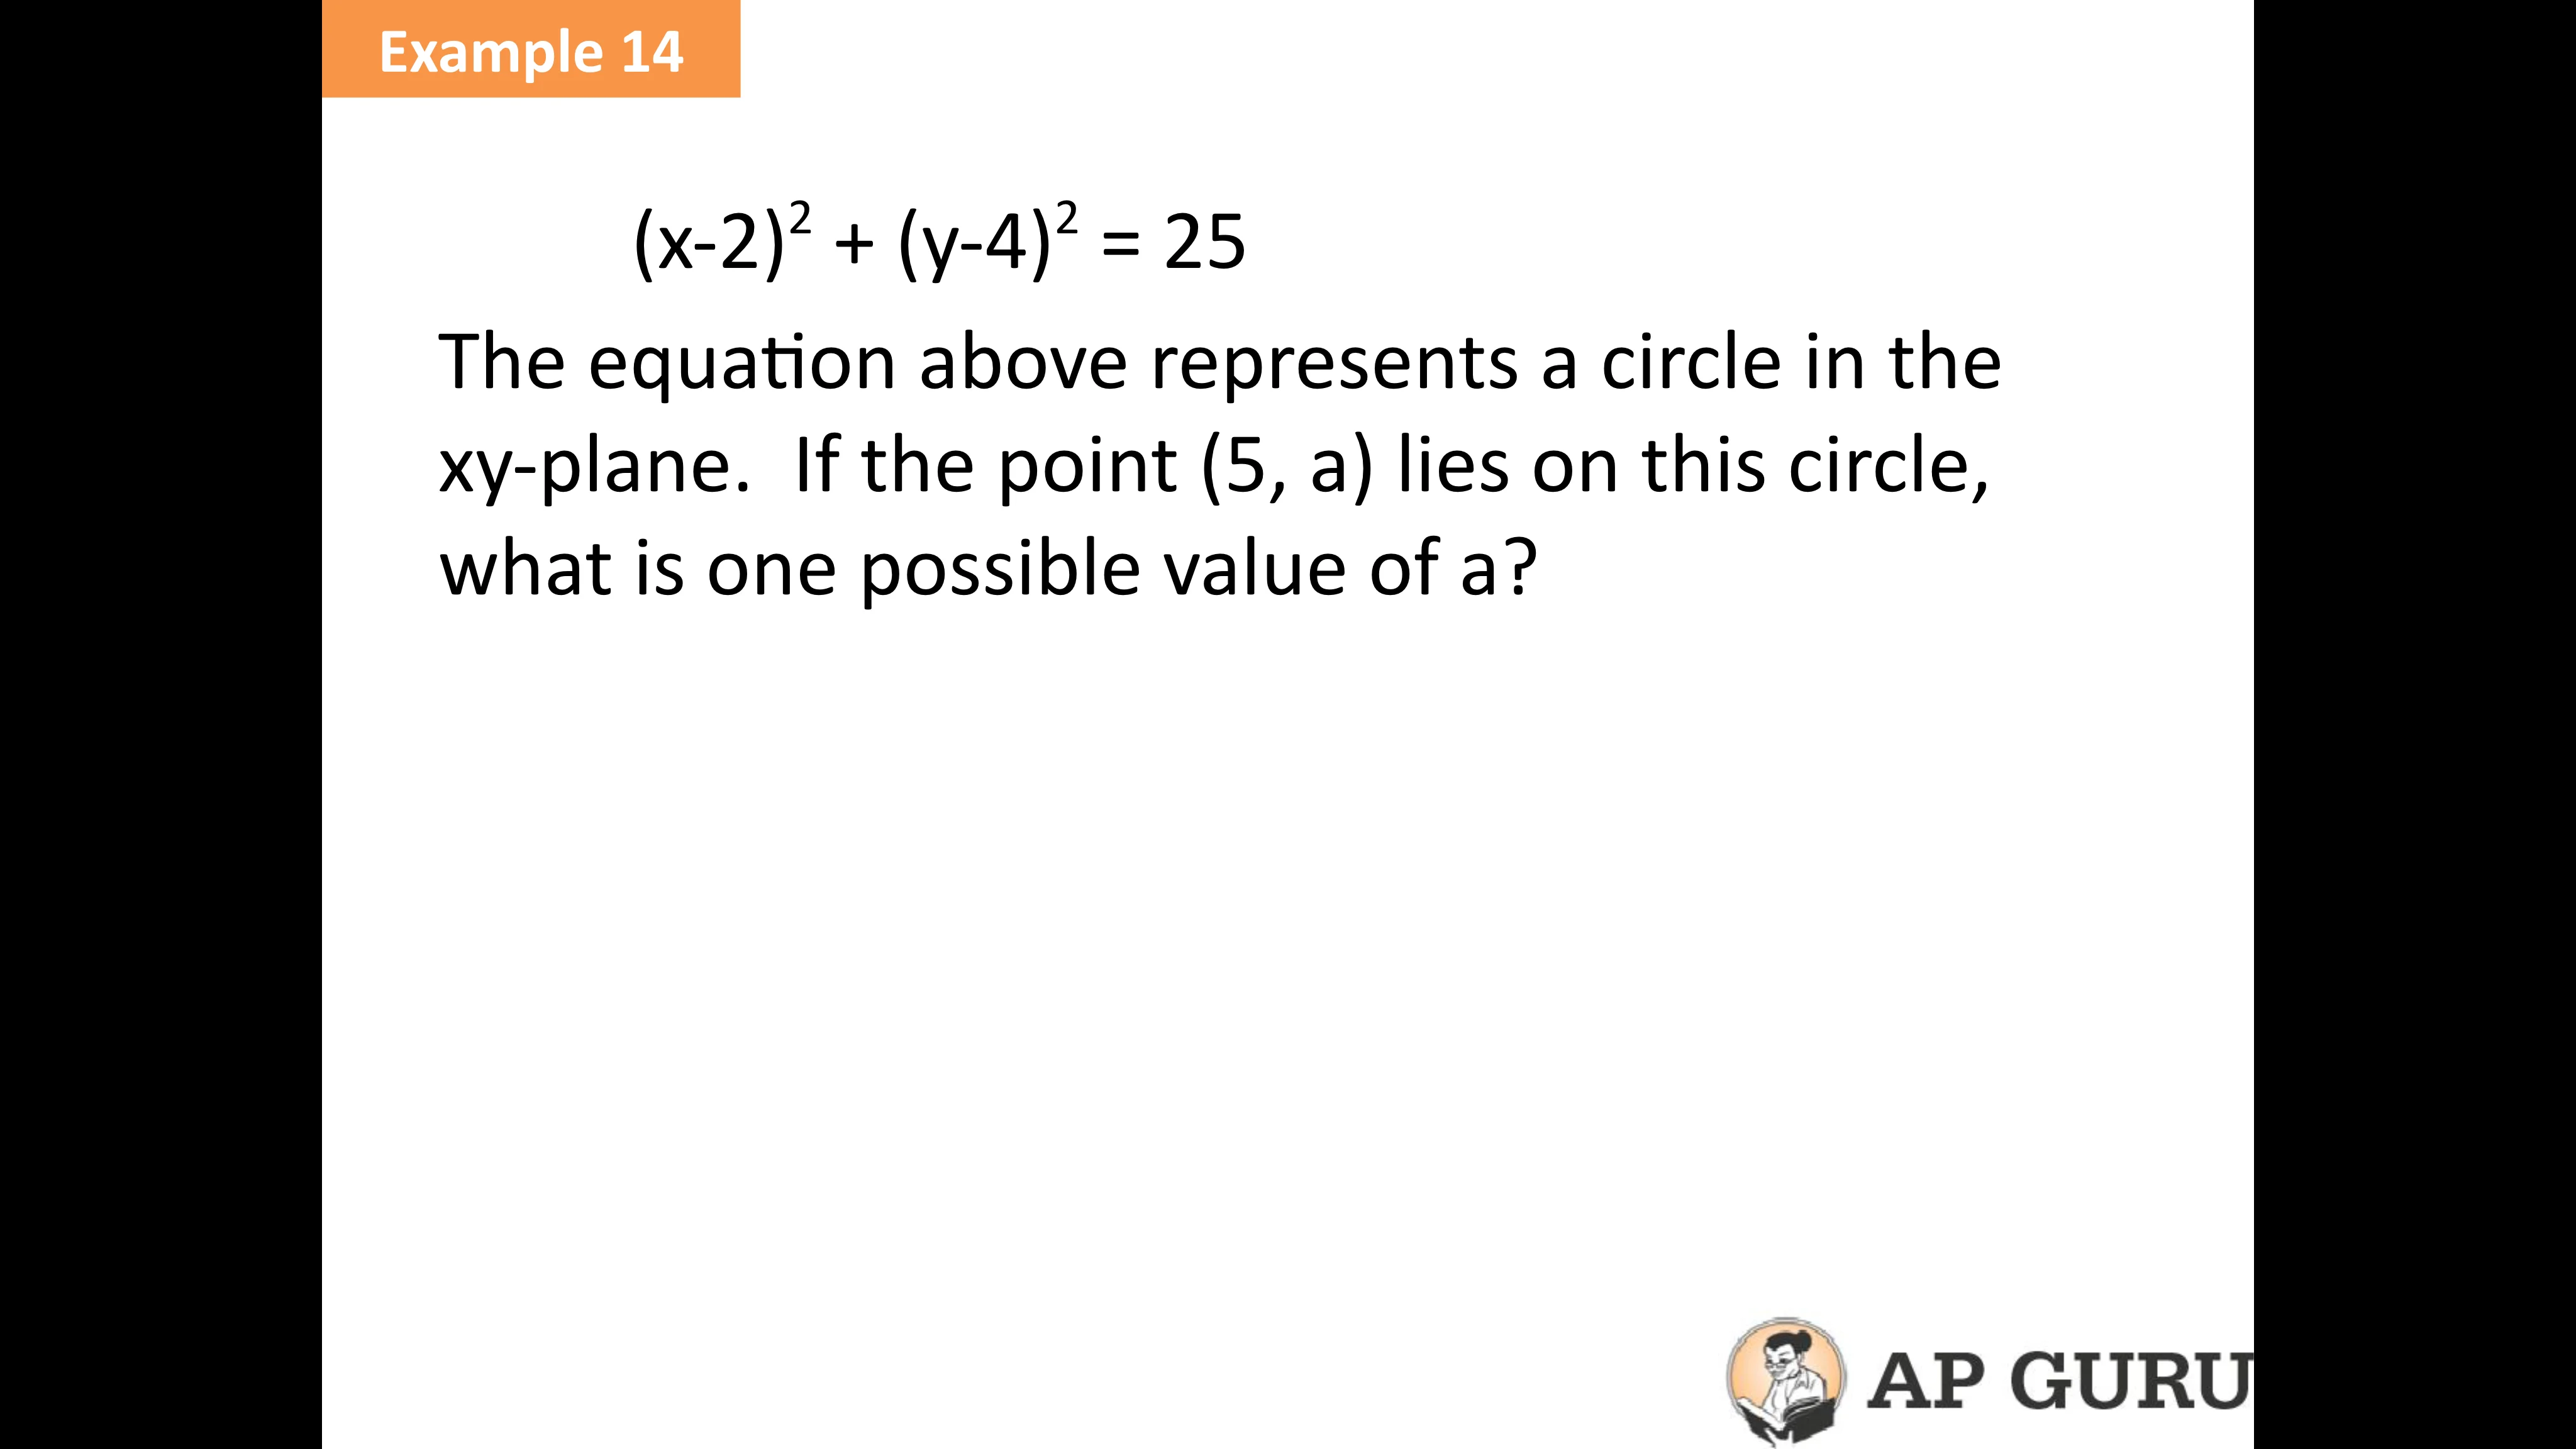 Example 14
(x-2)² + (y-4)² = 25
The equation above represents a circle in the
xy-plane.  If the point (5, a) lies on this circle,
what is one possible value of a?
AP GURU